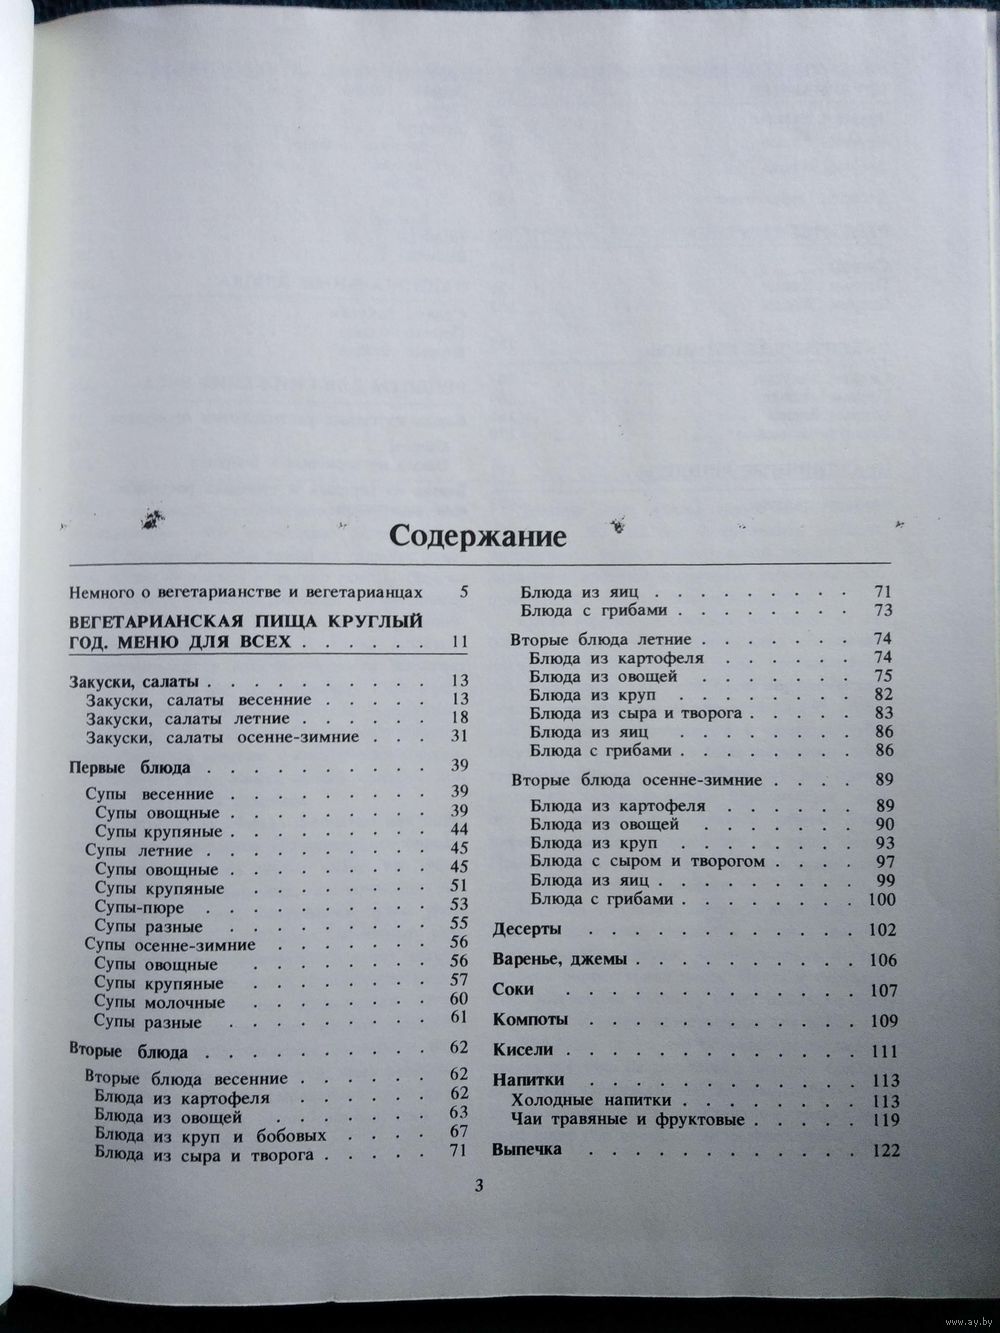 Содержание
Немного о вегетарианстве и вегетарианцах 5
ВЕГЕТАРИАНСКАЯ ПИЩА КРУГЛЫЙ
ГОД. МЕНЮ ДЛЯ ВСЕХ . . . . . . 11
Закуски, салаты . . . . . . . . . . 13
Закуски, салаты весенние . . . . . 13
Закуски, салаты летние . . . . . . 18
Закуски, салаты осенне-зимние . . . 31
Первые блюда . . . . . . . . . . 39
Супы весенние . . . . . . . . . 39
Супы овощные . . . . . . . . . 39
Супы крупяные . . . . . . . . . 44
Супы летние . . . . . . . . . . 45
Супы овощные . . . . . . . . . 45
Супы крупяные . . . . . . . . 51
Супы-пюре . . . . . . . . . . 53
Супы разные . . . . . . . . . 55
Супы осенне-зимние . . . . . . . 56
Супы овощные . . . . . . . . 56
Супы крупяные . . . . . . . . 57
Супы молочные . . . . . . . . 60
Супы разные . . . . . . . . . 61
Вторые блюда . . . . . . . . . . 62
Вторые блюда весенние . . . . . . 62
Блюда из картофеля . . . . . . 62
Блюда из овощей . . . . . . . 63
Блюда из круп и бобовых . . . . 67
Блюда из сыра и творога . . . . . 71
Блюда из яиц . . . . . . . . . 71
Блюда с грибами . . . . . . . . 73
Вторые блюда летние . . . . . . . 74
Блюда из картофеля . . . . . . 74
Блюда из овощей . . . . . . . 75
Блюда из круп . . . . . . . . 82
Блюда из сыра и творога . . . . . 83
Блюда из яиц . . . . . . . . 86
Блюда с грибами . . . . . . . . 86
Вторые блюда осенне-зимние . . . . 89
Блюда из картофеля . . . . . . 89
Блюда из овощей . . . . . . . 90
Блюда из круп . . . . . . . . 93
Блюда с сыром и творогом . . . . 97
Блюда из яиц . . . . . . . . . 99
Блюда с грибами . . . . . . . . 100
Десерты . . . . . . . . . . . . 102
Варенье, джемы . . . . . . . . . . 106
Соки . . . . . . . . . . . . . 107
Компоты . . . . . . . . . . . . 109
Кисели . . . . . . . . . . . . . 111
Напитки . . . . . . . . . . . . 113
Холодные напитки . . . . . . . . 113
Чаи травяные и фруктовые . . . . . 119
Выпечка . . . . . . . . . . . . 122
3
www.ay.by